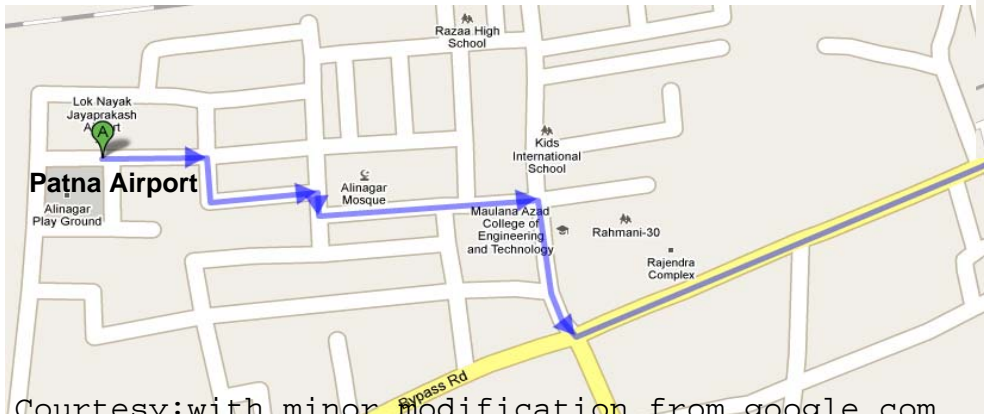 Razaa High
School
Lok Nayak
Jayaprakash
A
Patna Airport
Alinagar
Play Ground
Alinagar
Mosque
Kids
International
School
Maulana Azad
College of
Engineering
and Technology
Rahmani-30
Rajendra
Complex
Bypass Rd
Courtesy:with minor modification from google.com